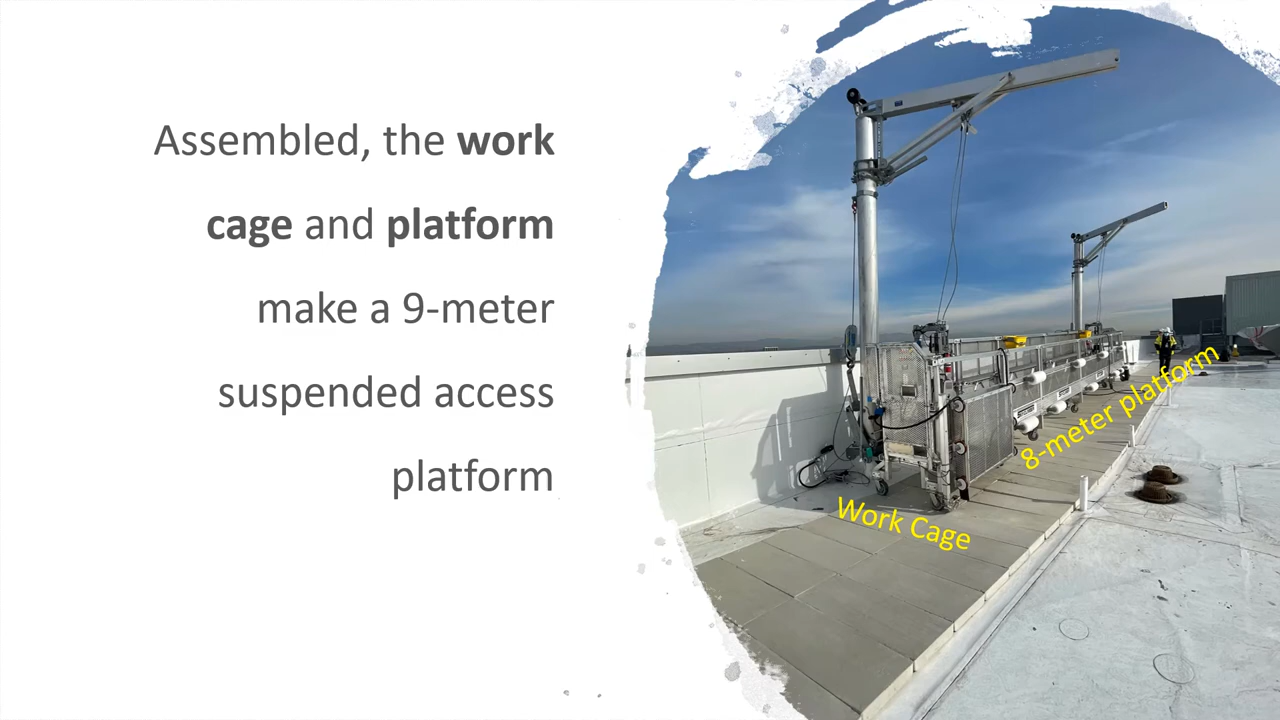 Assembled, the work
cage and platform
make a 9-meter
suspended access
platform
8-meter platform
Work Cage